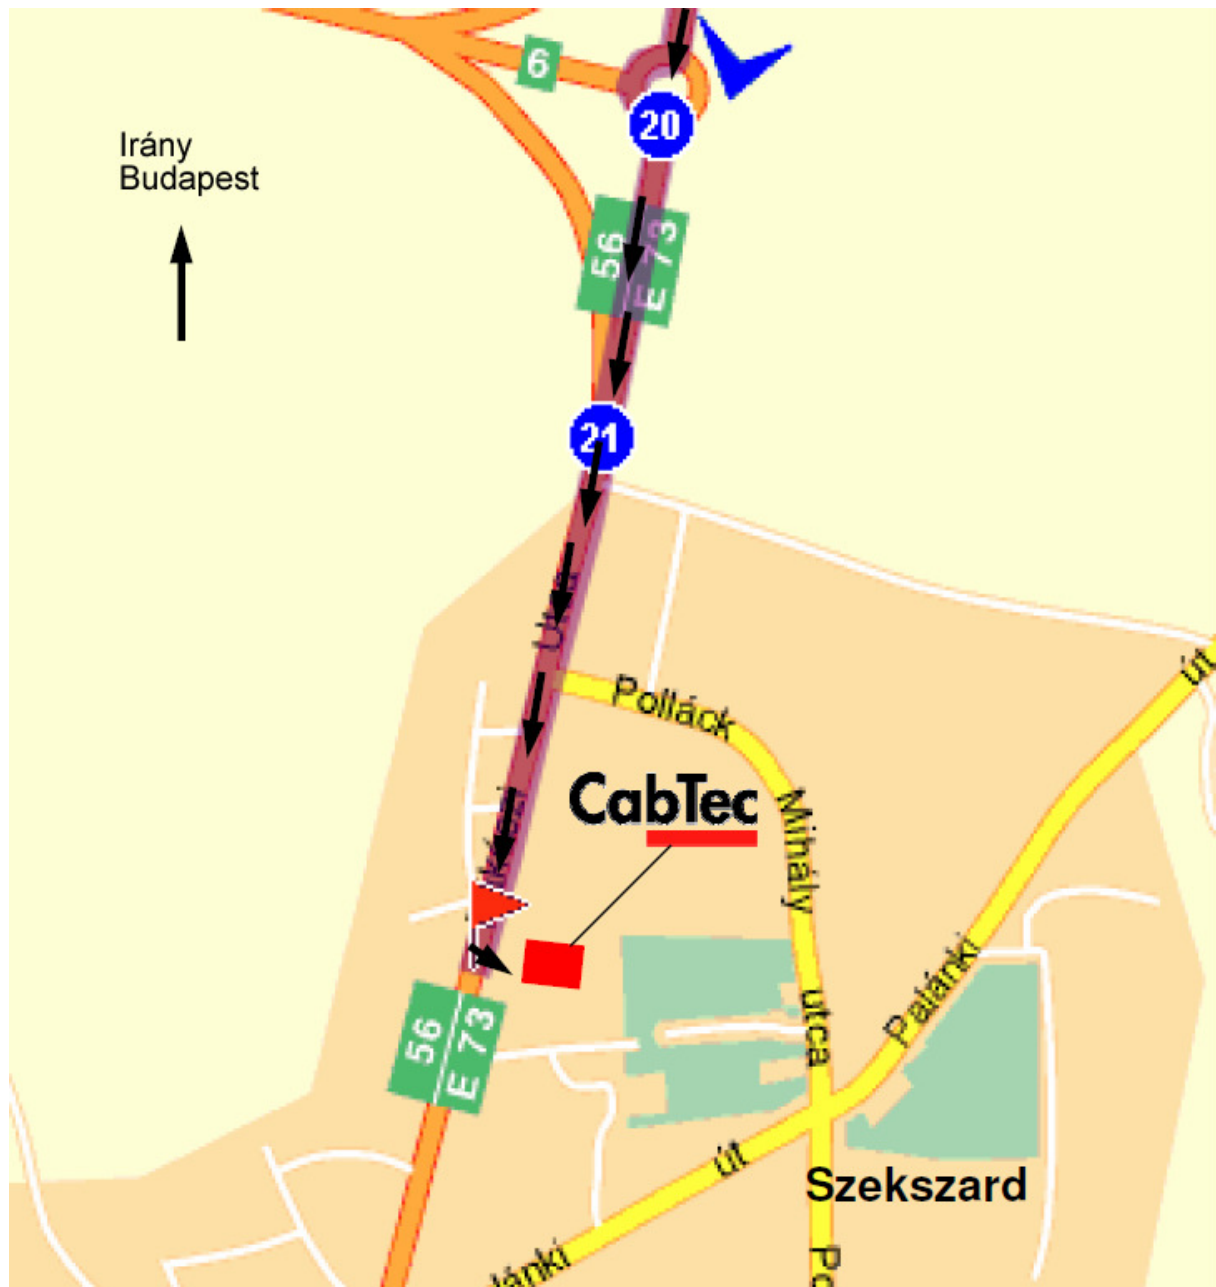 6
20
Irány
Budapest
56
E 73
21
Pollack
út
CabTec
Mihály
Palánki
utca
56
E 73
út
Szekszard